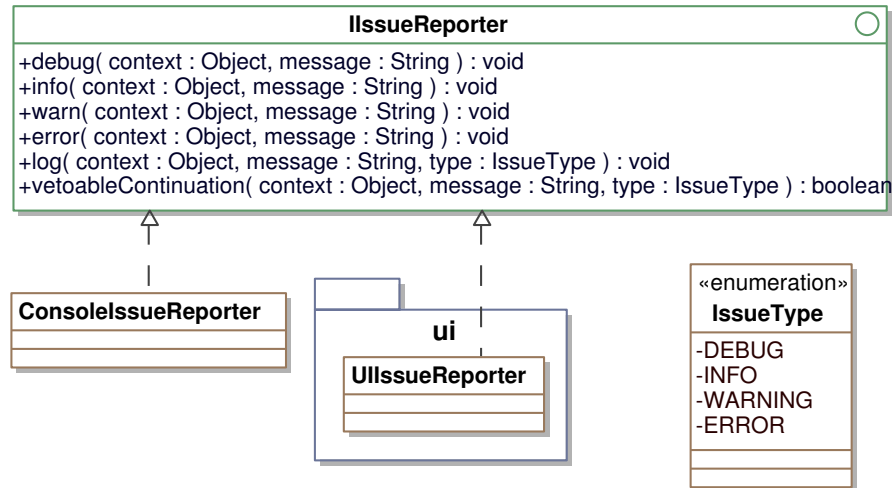 IIssueReporter
+debug( context : Object, message : String ) : void
+info( context : Object, message : String ) : void
+warn( context : Object, message : String ) : void
+error( context : Object, message : String ) : void
+log( context : Object, message : String, type : IssueType ) : void
+vetoableContinuation( context : Object, message : String, type : IssueType ) : boolean
ConsoleIssueReporter
ui
UIIssueReporter
«enumeration»
IssueType
-DEBUG
-INFO
-WARNING
-ERROR